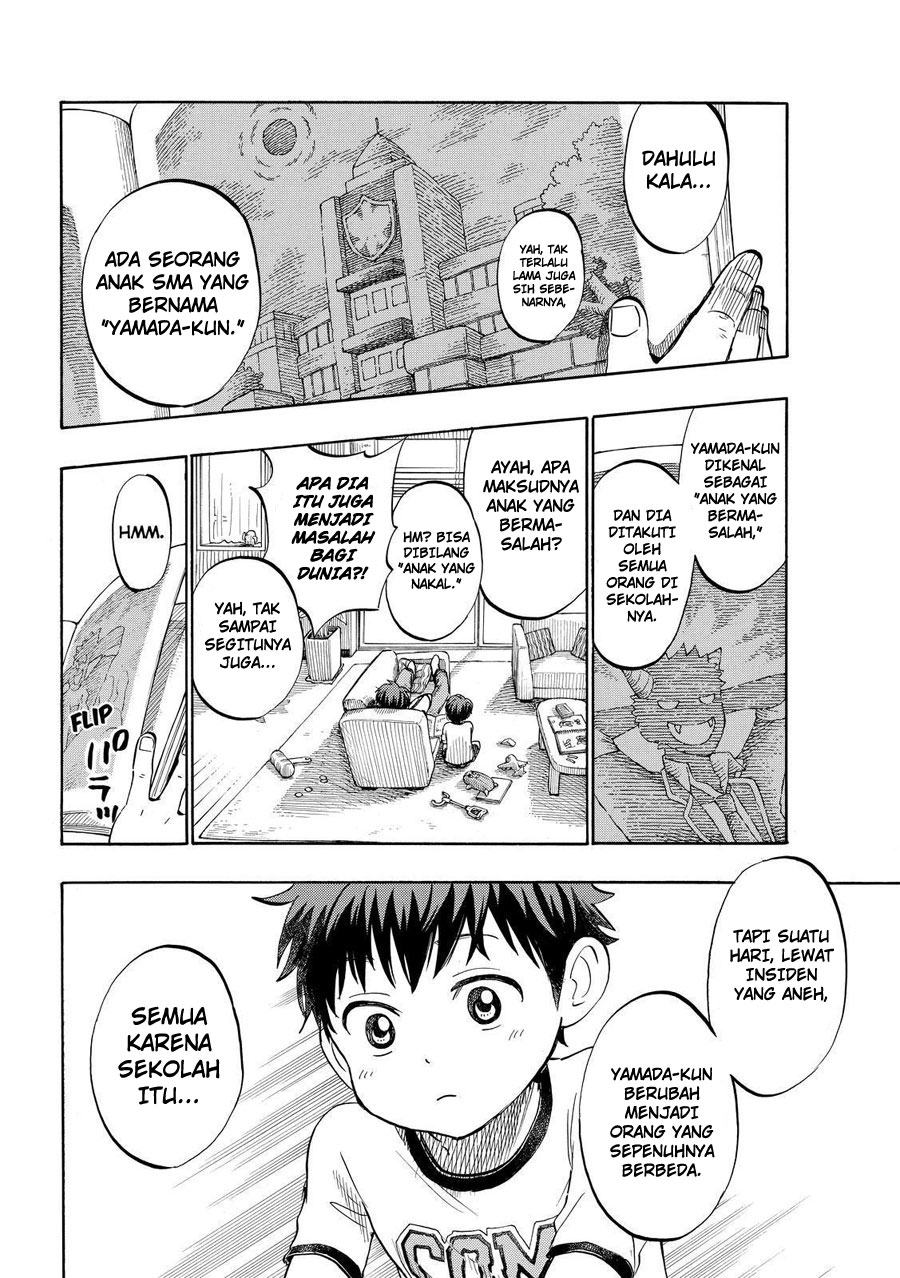 DAHULU
KALA...
YAH, TAK
TERLALU
LAMA JUGA
SIH SEBE-
NARNYA,
ADA SEORANG
ANAK SMA YANG
BERNAMA
"YAMADA-KUN."
YAMADA-KUN
DIKENAL
SEBAGAI
"ANAK YANG
BERMA-
SALAH,"
DAN DIA
DITAKUTI
OLEH
SEMUA
ORANG DI
SEKOLAH-
NYA.
AYAH, APA
MAKSUDNYA
ANAK YANG
BERMA-
SALAH?
HM? BISA
DIBILANG
"ANAK YANG
NAKAL."
APA DIA
ITU JUGA
MENJADI
MASALAH
BAGI
DUNIA?!
YAH, TAK
SAMPAI
SEGITUNYA
JUGA...
HMM.
FLIP
パラッ
TAPI SUATU
HARI, LEWAT
INSIDEN
YANG ANEH,
YAMADA-KUN
BERUBAH
MENJADI
ORANG YANG
SEPENUHNYA
BERBEDA.
SEMUA
KARENA
SEKOLAH
ITU...